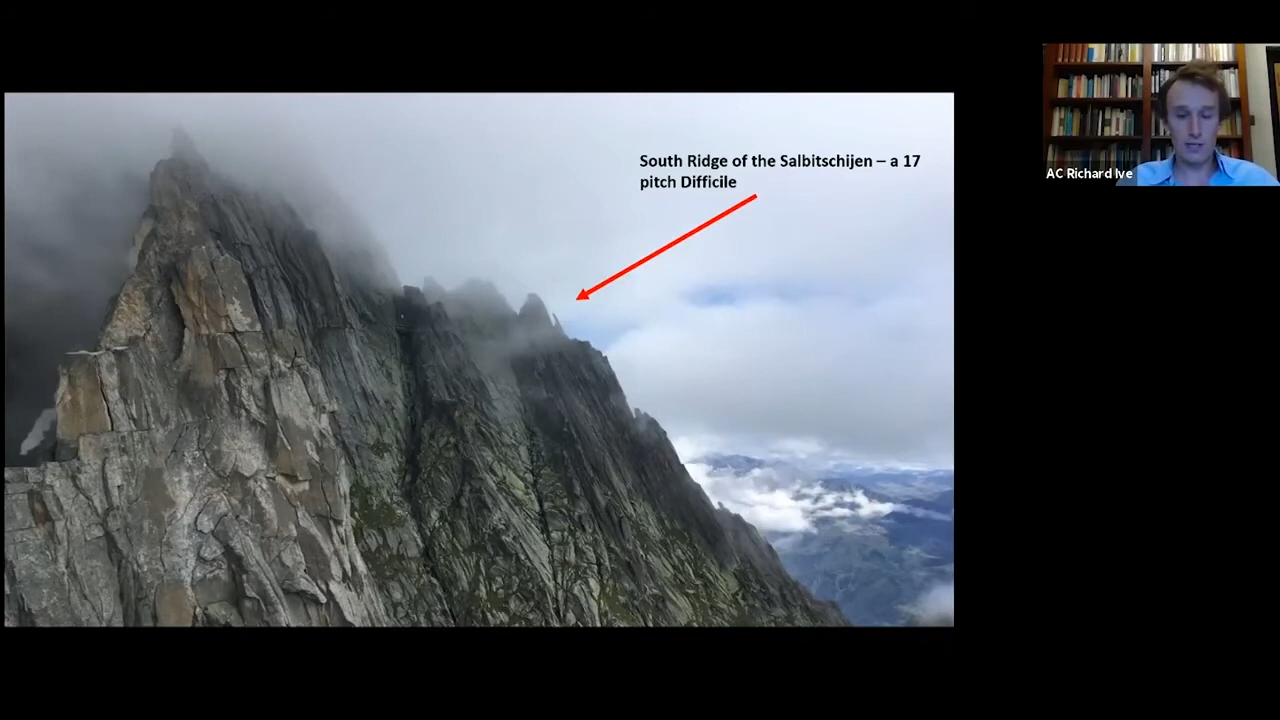 South Ridge of the Salbitschijen – a 17
pitch Difficile
AC Richard Ive